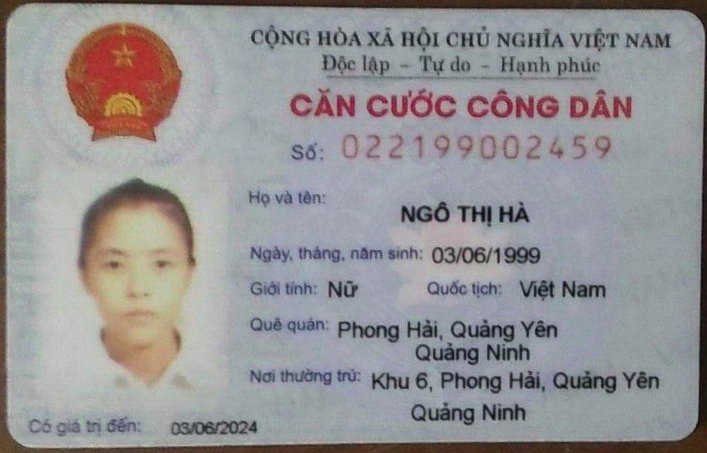 CỘNG HÒA XÃ HỘI CHỦ NGHĨA VIỆT NAM
Độc lập – Tự do – Hạnh phúc
CĂN CƯỚC CÔNG DÂN
Số: 022199002459
Họ và tên:
NGÔ THỊ HÀ
Ngày, tháng, năm sinh: 03/06/1999
Giới tính: Nữ Quốc tịch: Việt Nam
Quê quán: Phong Hải, Quảng Yên
Quảng Ninh
Nơi thường trú: Khu 6, Phong Hải, Quảng Yên
Quảng Ninh
Có giá trị đến: 03/06/2024